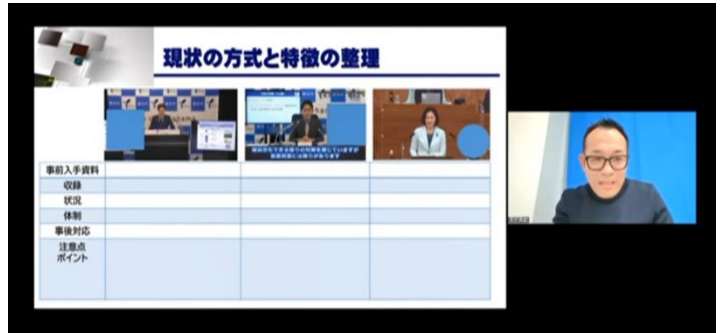 現状の方式と特徴の整理
事前入手資料
収録
状況
体制
事後対応
注意点
ポイント